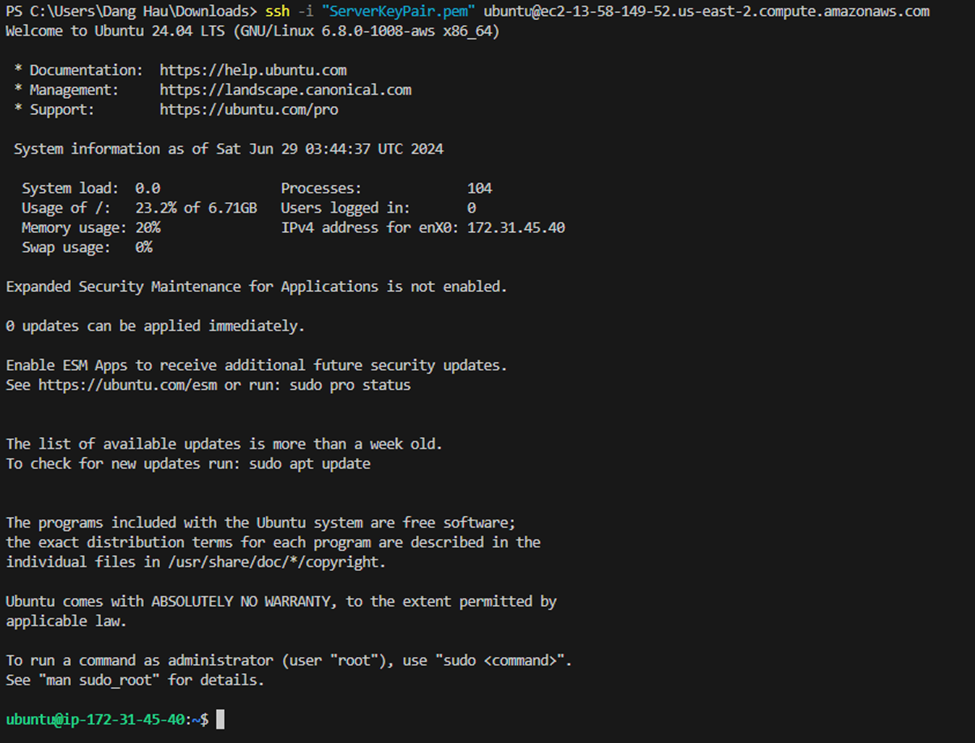 PS C:\Users\Dang Hau\Downloads> ssh -i "ServerKeyPair.pem" ubuntu@ec2-13-58-149-52.us-east-2.compute.amazonaws.com
Welcome to Ubuntu 24.04 LTS (GNU/Linux 6.8.0-1008-aws x86_64)
* Documentation: https://help.ubuntu.com
* Management: https://landscape.canonical.com
* Support: https://ubuntu.com/pro
System information as of Sat Jun 29 03:44:37 UTC 2024
System load: 0.0 Processes: 104
Usage of /: 23.2% of 6.71GB Users logged in: 0
Memory usage: 20% IPv4 address for enX0: 172.31.45.40
Swap usage: 0%
Expanded Security Maintenance for Applications is not enabled.
0 updates can be applied immediately.
Enable ESM Apps to receive additional future security updates.
See https://ubuntu.com/esm or run: sudo pro status
The list of available updates is more than a week old.
To check for new updates run: sudo apt update
The programs included with the Ubuntu system are free software;
the exact distribution terms for each program are described in the
individual files in /usr/share/doc/*/copyright.
Ubuntu comes with ABSOLUTELY NO WARRANTY, to the extent permitted by
applicable law.
To run a command as administrator (user "root"), use "sudo <command>".
See "man sudo_root" for details.
ubuntu@ip-172-31-45-40:~$